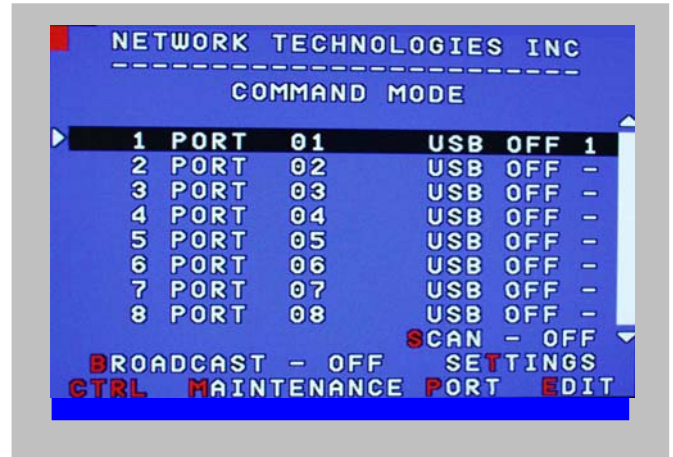 NETWORK TECHNOLOGIES INC
------------------------
COMMAND MODE
1 PORT 01 USB OFF 1
2 PORT 02 USB OFF -
3 PORT 03 USB OFF -
4 PORT 04 USB OFF -
5 PORT 05 USB OFF -
6 PORT 06 USB OFF -
7 PORT 07 USB OFF -
8 PORT 08 USB OFF -
SCAN - OFF
BROADCAST - OFF SETTINGS
CTRL MAINTENANCE PORT EDIT